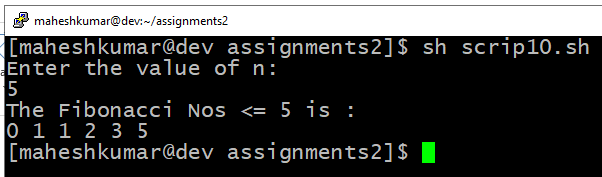 maheshkumar@dev:~/assignments2
[maheshkumar@dev assignments2]$ sh scrip10.sh
Enter the value of n:
5
The Fibonacci Nos <= 5 is :
0 1 1 2 3 5
[maheshkumar@dev assignments2]$